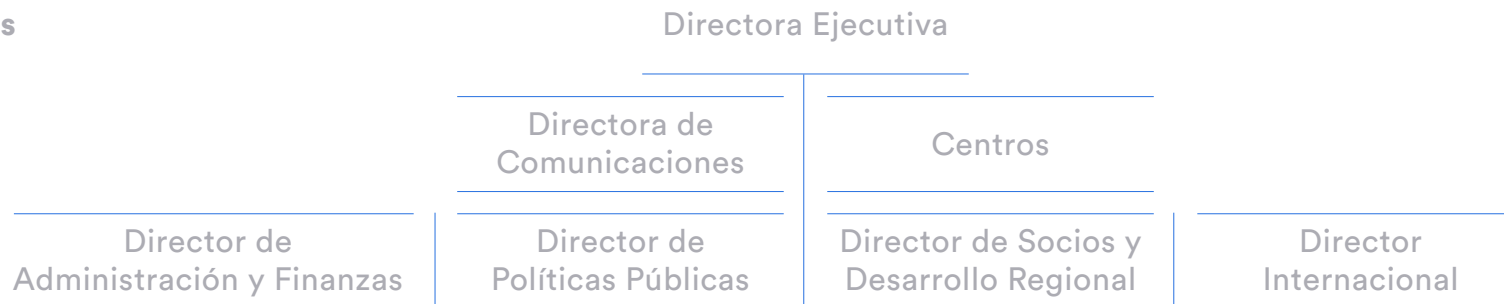 s
Directora Ejecutiva
Directora de
Comunicaciones
Centros
Director de
Administración y Finanzas
Director de
Políticas Públicas
Director de Socios y
Desarrollo Regional
Director
Internacional